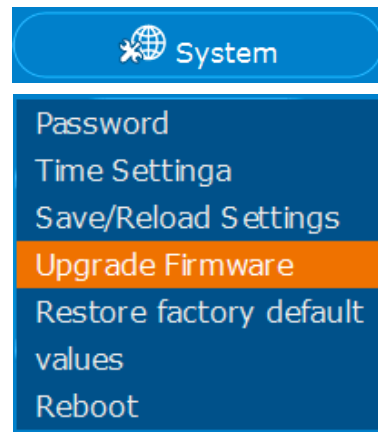 System
Password
Time Settinga
Save/Reload Settings
Upgrade Firmware
Restore factory default
values
Reboot